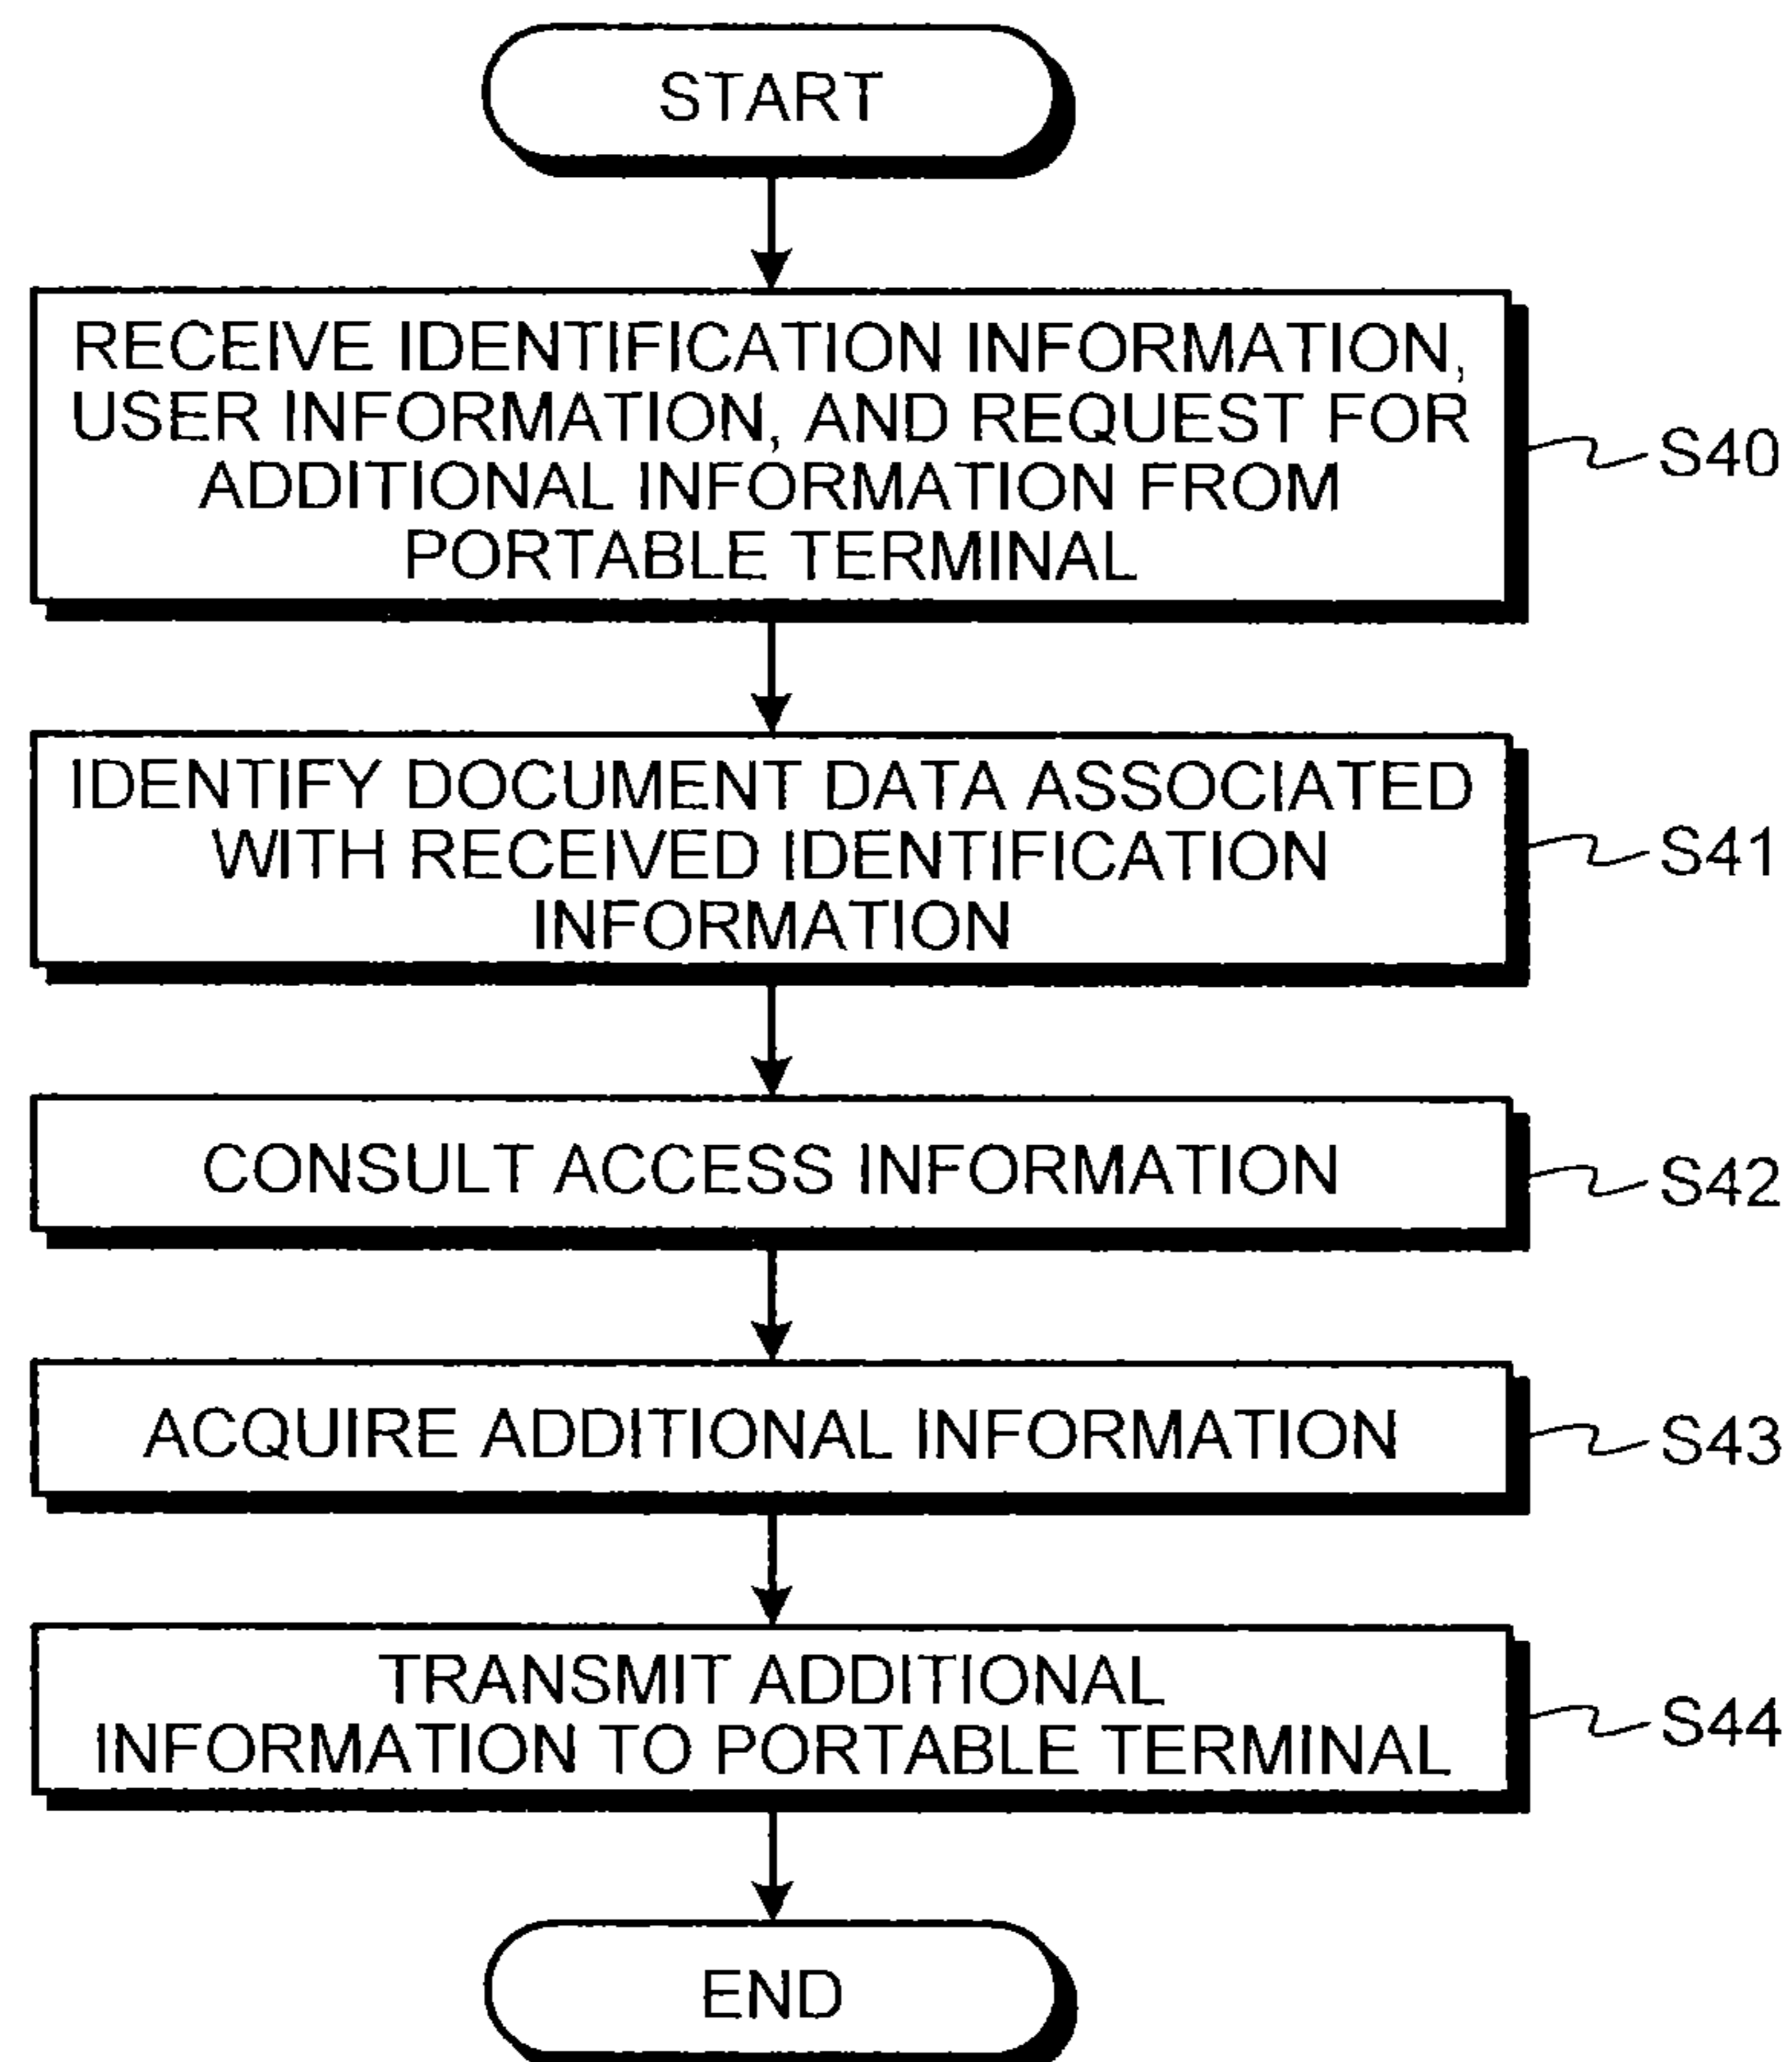 START
RECEIVE IDENTIFICATION INFORMATION,
USER INFORMATION, AND REQUEST FOR
ADDITIONAL INFORMATION FROM
PORTABLE TERMINAL
S40
IDENTIFY DOCUMENT DATA ASSOCIATED
WITH RECEIVED IDENTIFICATION
INFORMATION
S41
CONSULT ACCESS INFORMATION
S42
ACQUIRE ADDITIONAL INFORMATION
S43
TRANSMIT ADDITIONAL
INFORMATION TO PORTABLE TERMINAL
S44
END